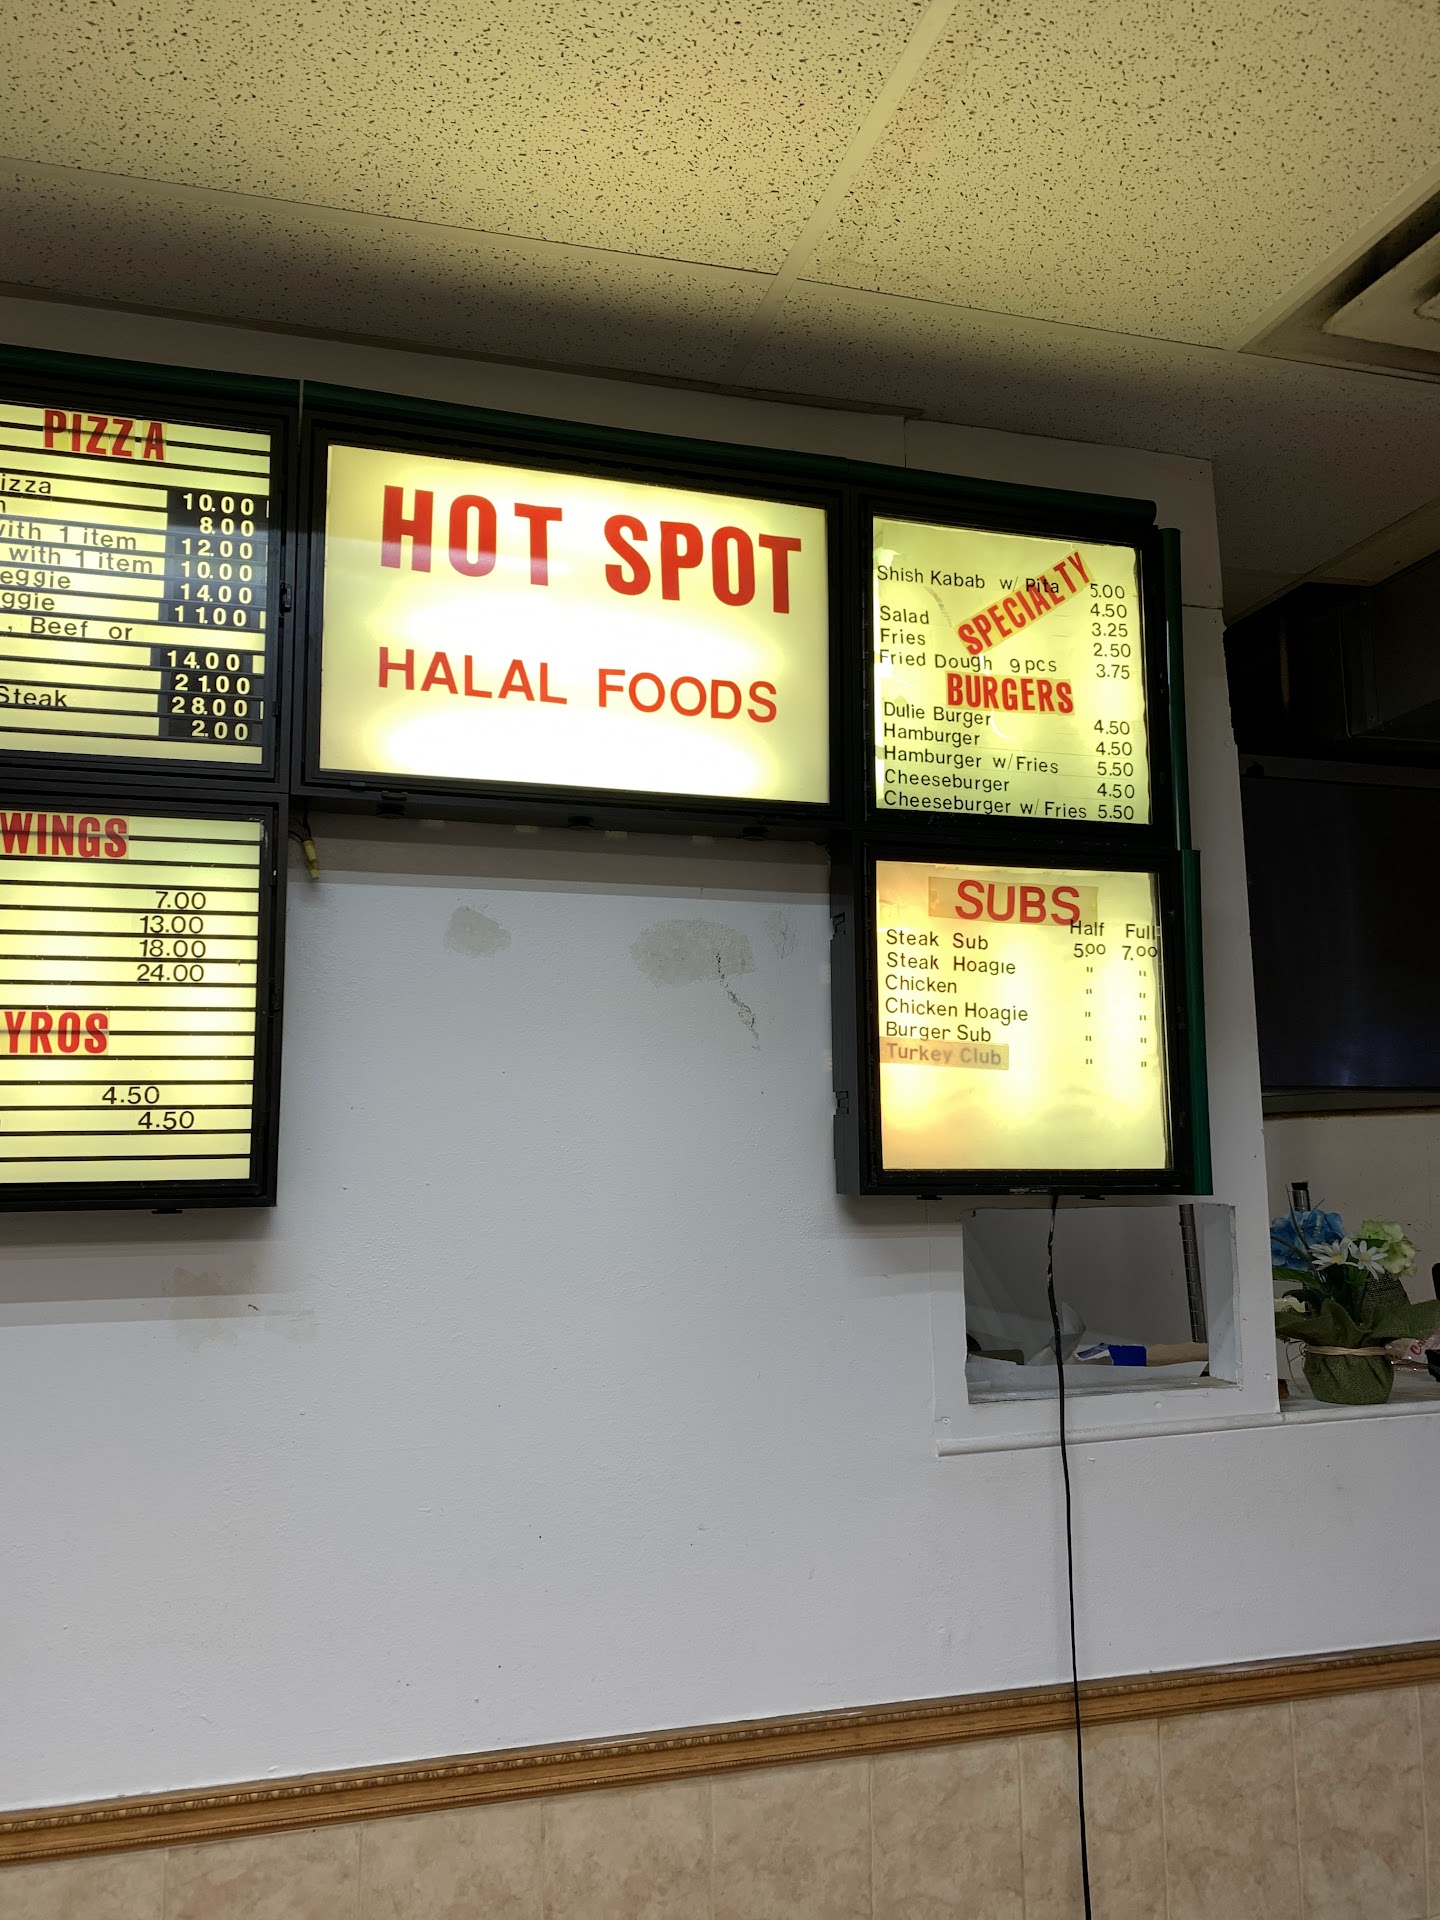 PIZZA
izza 10.00
8.00
with 1 item 12.00
with 1 item 10.00
eggie 14.00
ggie 11.00
, Beef or
14.00
21.00
Steak 28.00
2.00
WINGS
7.00
13.00
18.00
24.00
YROS
4.50
4.50
HOT SPOT
HALAL FOODS
SPECIALTY
Shish Kabab w/ Pita 5.00
4.50
Salad 3.25
Fries 2.50
Fried Dough 9pcs 3.75
BURGERS
Dulie Burger 4.50
Hamburger 4.50
Hamburger w/Fries 5.50
Cheeseburger 4.50
Cheeseburger w/Fries 5.50
SUBS
Half Full
Steak Sub 5.00 7.00
Steak Hoagie " "
Chicken " "
Chicken Hoagie " "
Burger Sub " "
Turkey Club " "